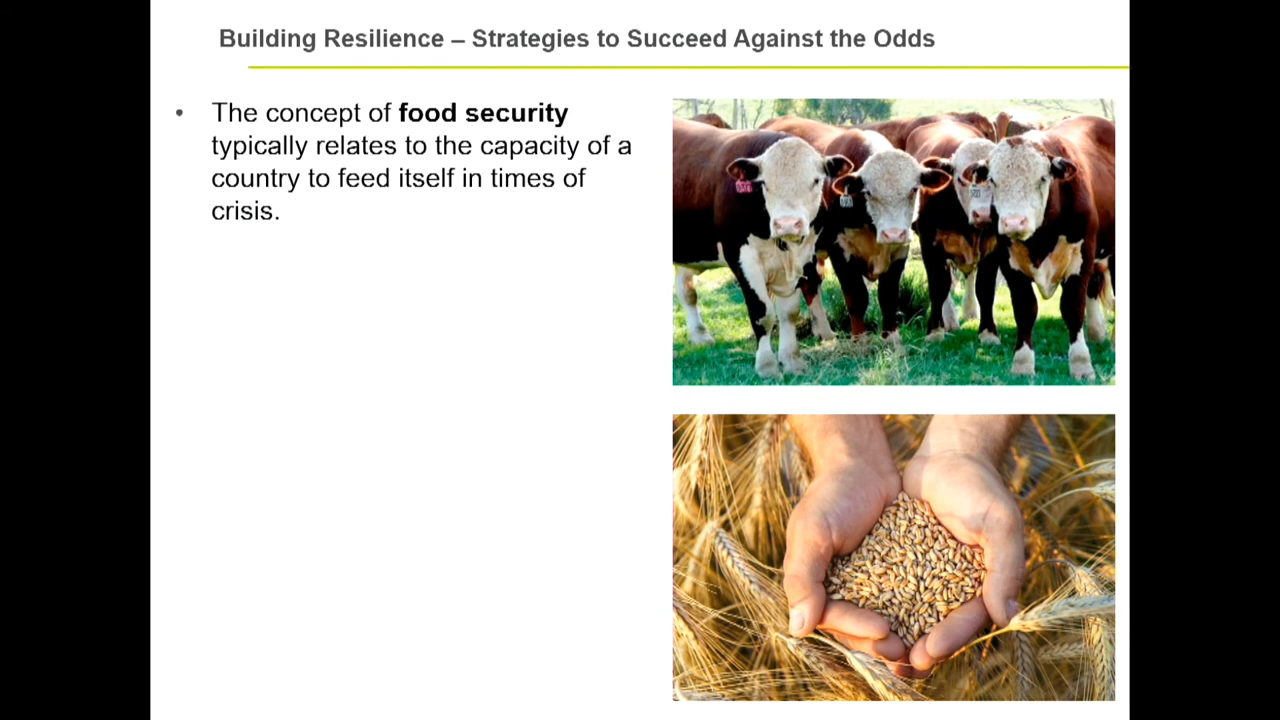 Building Resilience – Strategies to Succeed Against the Odds
• The concept of food security
typically relates to the capacity of a
country to feed itself in times of
crisis.